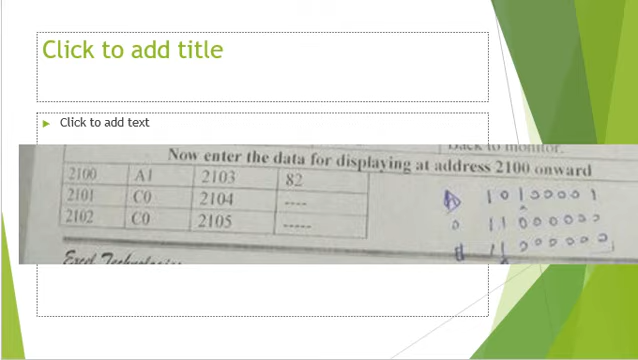 Click to add title
Click to add text
Back to monitor.
Now enter the data for displaying at address 2100 onward
2100 A1 2103 82
2101 C0 2104 ----
2102 C0 2105 -----
1 0 1 0 0 0 0 1
1 1 0 0 0 0 0 0
1 1 0 0 0 0 0 0
Excel Technologies